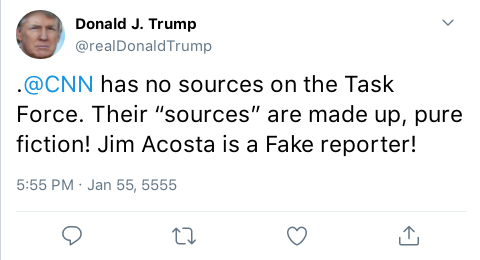 Donald J. Trump
@realDonaldTrump
.@CNN has no sources on the Task
Force. Their “sources” are made up, pure
fiction! Jim Acosta is a Fake reporter!
5:55 PM · Jan 55, 5555